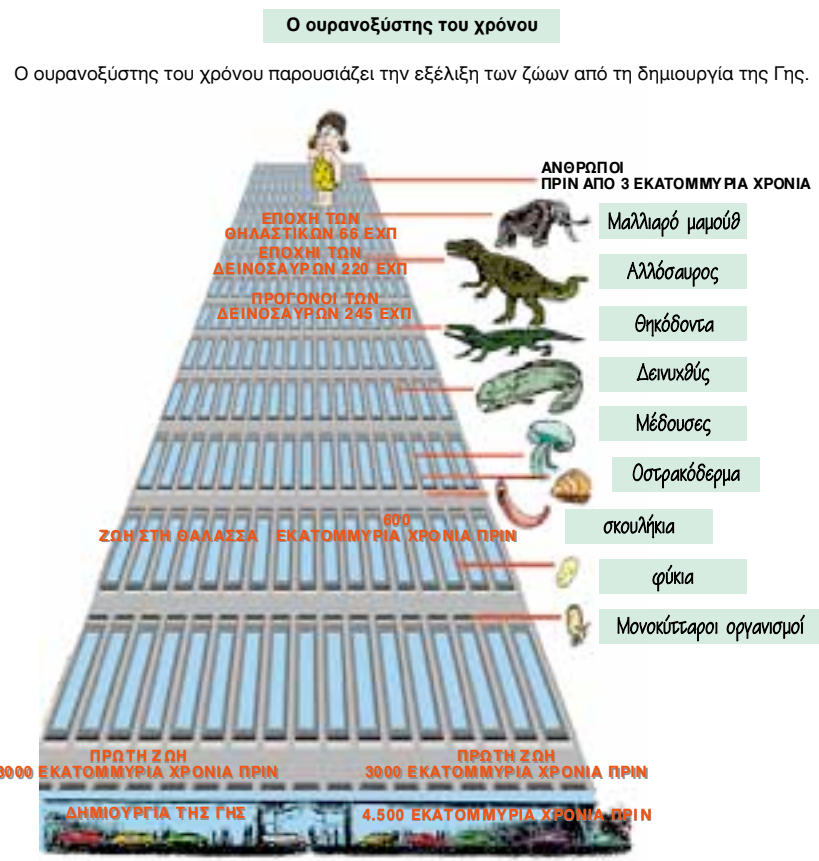 Ο ουρανοξύστης του χρόνου
Ο ουρανοξύστης του χρόνου παρουσιάζει την εξέλιξη των ζώων από τη δημιουργία της Γης.
ΑΝΘΡΩΠΟΙ
ΠΡΙΝ ΑΠΟ 3 ΕΚΑΤΟΜΜΥΡΙΑ ΧΡΟΝΙΑ
ΕΠΟΧΗ ΤΩΝ
ΘΗΛΑΣΤΙΚΩΝ 66 ΕΧΠ
Μαλλιαρό μαμούθ
ΕΠΟΧΗΙ ΤΩΝ
ΔΕΙΝΟΣΑΥΡΩΝ 220 ΕΧΠ
Αλλόσαυρος
ΠΡΟΓΟΝΟΙ ΤΩΝ
ΔΕΙΝΟΣΑΥΡΩΝ 245 ΕΧΠ
Θηκόδοντα
Δεινυχθύς
Μέδουσες
Οστρακόδερμα
600
ΖΩΗ ΣΤΗ ΘΑΛΑΣΣΑ ΕΚΑΤΟΜΜΥΡΙΑ ΧΡΟΝΙΑ ΠΡΙΝ
σκουλήκια
φύκια
Μονοκύτταροι οργανισμοί
ΠΡΩΤΗ ΖΩΗ
3000 ΕΚΑΤΟΜΜΥΡΙΑ ΧΡΟΝΙΑ ΠΡΙΝ
ΠΡΩΤΗ ΖΩΗ
3000 ΕΚΑΤΟΜΜΥΡΙΑ ΧΡΟΝΙΑ ΠΡΙΝ
ΔΗΜΙΟΥΡΓΙΑ ΤΗΣ ΓΗΣ
4.500 ΕΚΑΤΟΜΜΥΡΙΑ ΧΡΟΝΙΑ ΠΡΙΝ